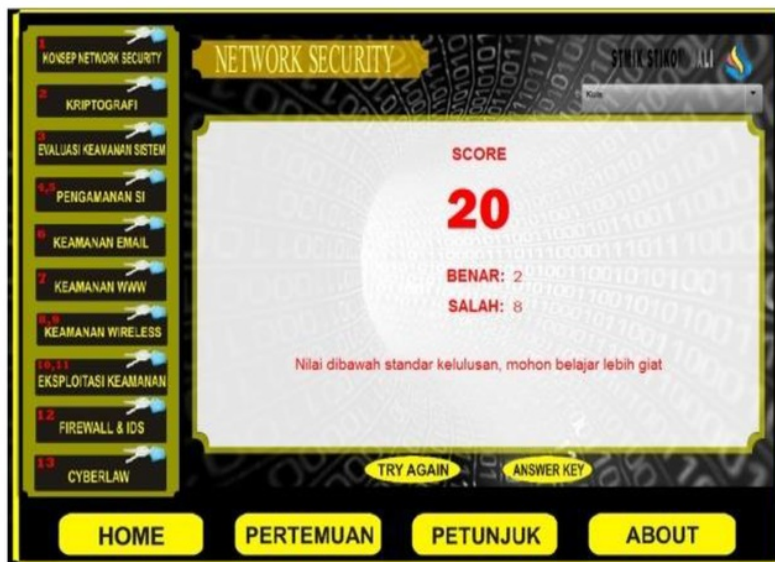 1
KONSEP NETWORK SECURITY
2
KRIPTOGRAFI
3
EVALUASI KEAMANAN SISTEM
4,5
PENGAMANAN SI
6
KEAMANAN EMAIL
7
KEAMANAN WWW
8,9
KEAMANAN WIRELESS
10,11
EKSPLOITASI KEAMANAN
12
FIREWALL & IDS
13
CYBERLAW
NETWORK SECURITY
STMIK
Kuis
SCORE
20
BENAR: 2
SALAH: 8
Nilai dibawah standar kelulusan, mohon belajar lebih giat
TRY AGAIN
ANSWER KEY
HOME
PERTEMUAN
PETUNJUK
ABOUT